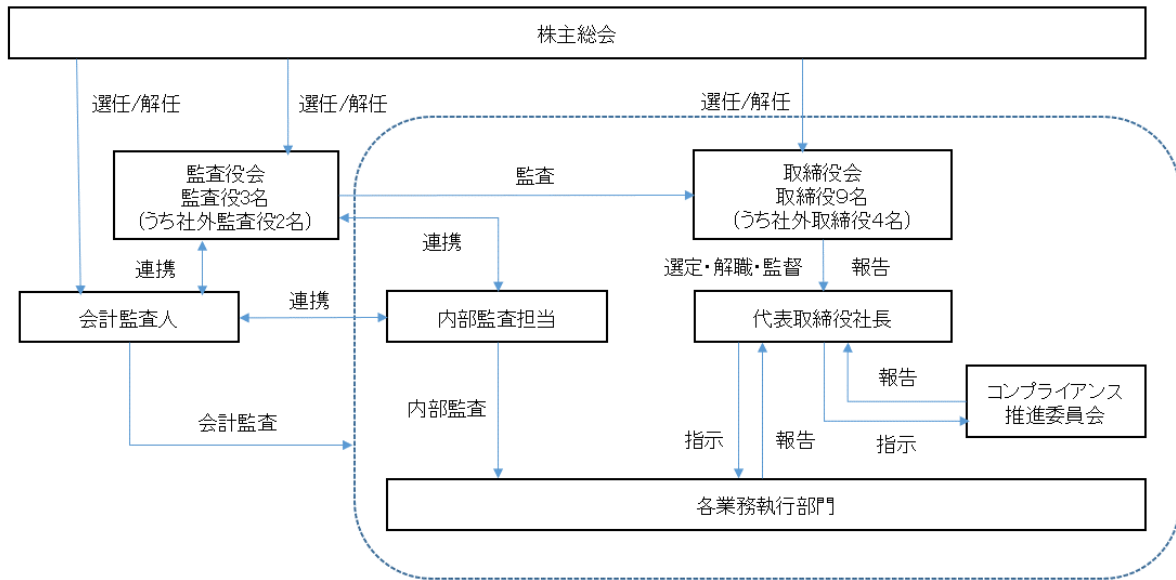 株主総会
選任/解任
選任/解任
選任/解任
監査役会
監査役3名
(うち社外監査役2名)
監査
取締役会
取締役9名
(うち社外取締役4名)
連携
連携
選定・解職・監督
報告
会計監査人
連携
内部監査担当
代表取締役社長
報告
コンプライアンス
推進委員会
内部監査
会計監査
指示
報告
指示
各業務執行部門